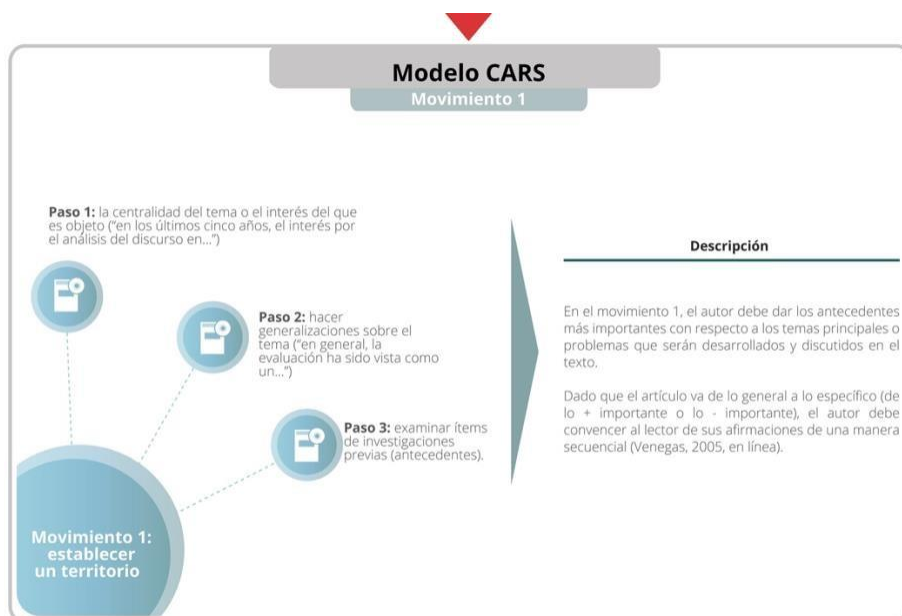 Modelo CARS
Movimiento 1
Paso 1: la centralidad del tema o el interés del que
es objeto (“en los últimos cinco años, el interés por
el análisis del discurso en...”)
Paso 2: hacer
generalizaciones sobre el
tema (“en general, la
evaluación ha sido vista como
un...”)
Paso 3: examinar ítems
de investigaciones
previas (antecedentes).
Movimiento 1:
establecer
un territorio
Descripción
En el movimiento 1, el autor debe dar los antecedentes
más importantes con respecto a los temas principales o
problemas que serán desarrollados y discutidos en el
texto.
Dado que el artículo va de lo general a lo específico (de
lo + importante o lo - importante), el autor debe
convencer al lector de sus afirmaciones de una manera
secuencial (Venegas, 2005, en línea).